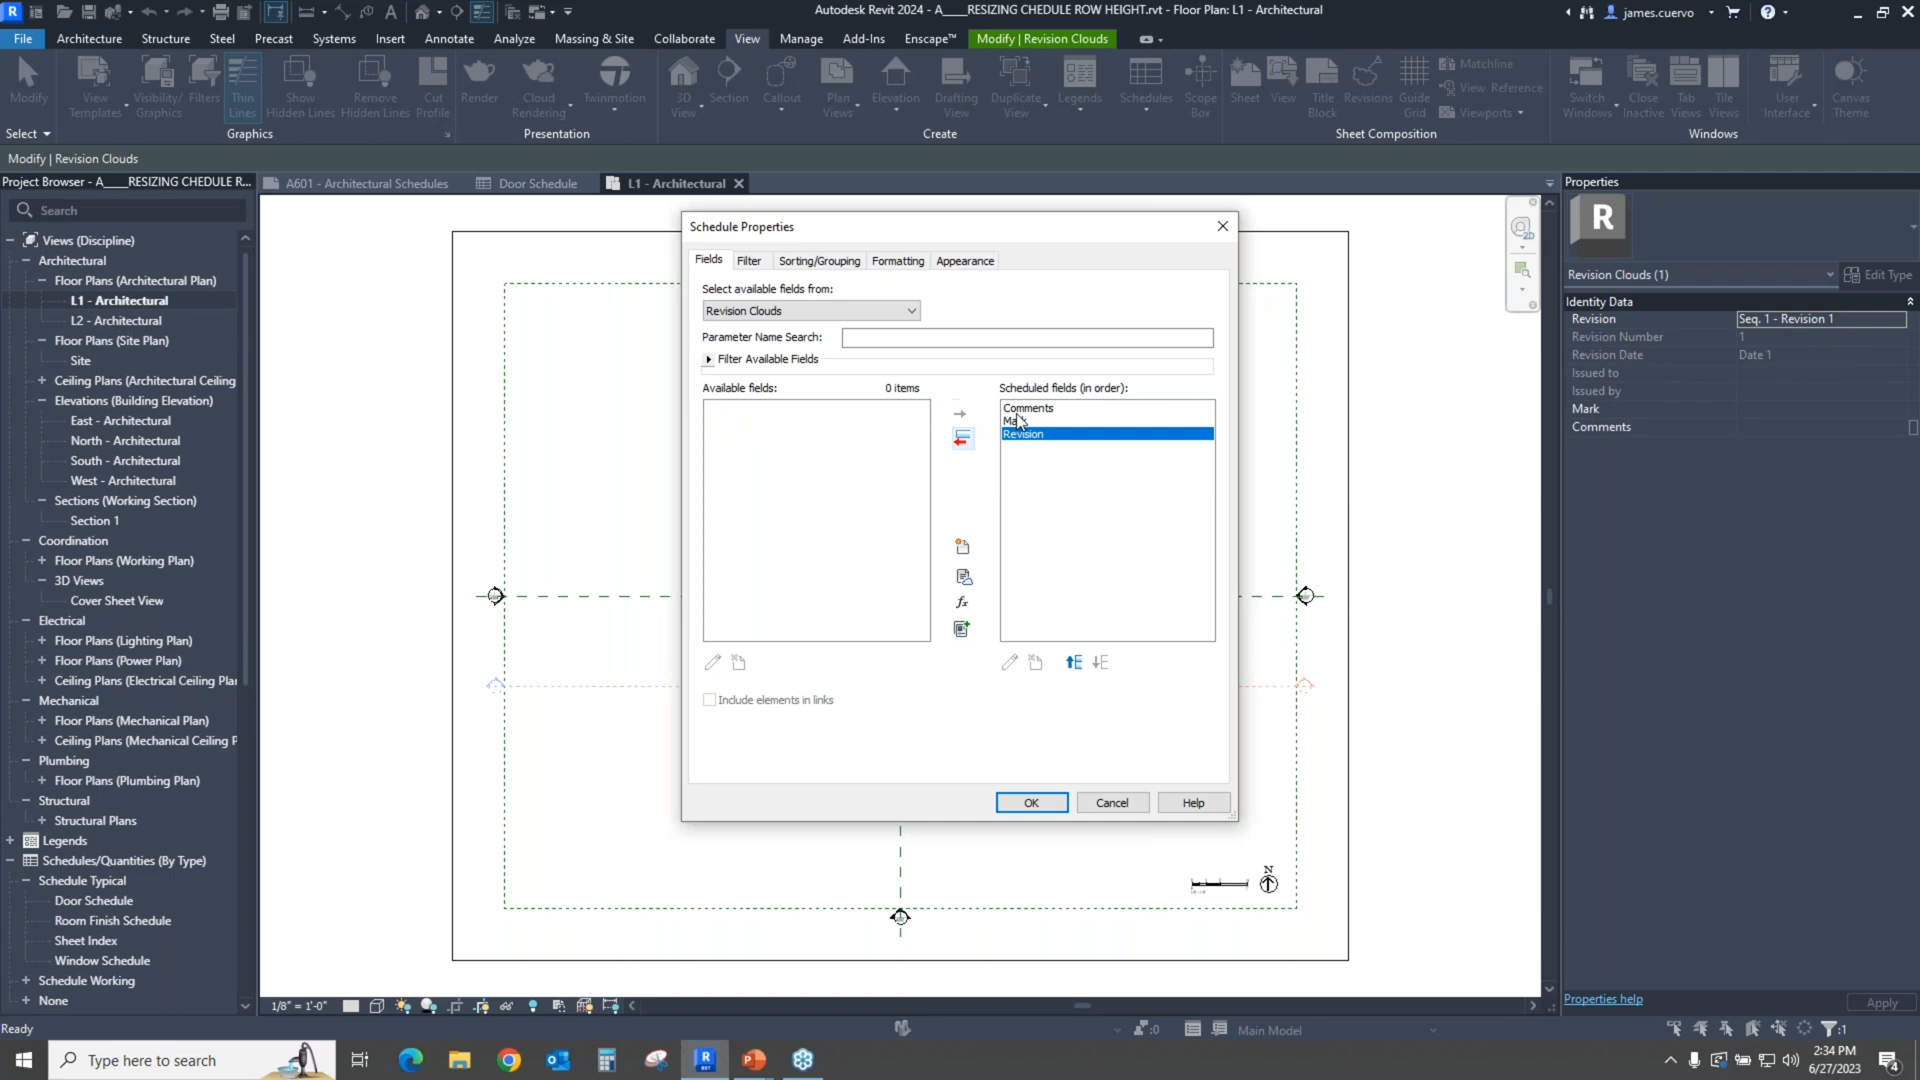 Autodesk Revit 2024 - A____RESIZING CHEDULE ROW HEIGHT.rvt - Floor Plan: L1 - Architectural
james.cuervo
File Architecture Structure Steel Precast Systems Insert Annotate Analyze Massing & Site Collaborate View Manage Add-Ins Enscape™ Modify | Revision Clouds
Modify
View Templates
Visibility/ Graphics
Filters
Thin Lines
Show Hidden Lines
Remove Hidden Lines
Cut Profile
Render
Cloud Rendering
Twinmotion
3D View
Section
Callout
Plan Views
Elevation
Drafting View
Duplicate View
Legends
Schedules
Scope Box
Sheet
View
Title Block
Revisions
Guide Grid
Matchline
View Reference
Viewports
Switch Windows
Close Inactive
Tab Views
Tile Views
User Interface
Canvas Theme
Select
Graphics
Presentation
Create
Sheet Composition
Windows
Modify | Revision Clouds
Project Browser - A____RESIZING CHEDULE R...
A601 - Architectural Schedules
Door Schedule
L1 - Architectural
Search
Views (Discipline)
Architectural
Floor Plans (Architectural Plan)
L1 - Architectural
L2 - Architectural
Floor Plans (Site Plan)
Site
Ceiling Plans (Architectural Ceiling
Elevations (Building Elevation)
East - Architectural
North - Architectural
South - Architectural
West - Architectural
Sections (Working Section)
Section 1
Coordination
Floor Plans (Working Plan)
3D Views
Cover Sheet View
Electrical
Floor Plans (Lighting Plan)
Floor Plans (Power Plan)
Ceiling Plans (Electrical Ceiling Plan
Mechanical
Floor Plans (Mechanical Plan)
Ceiling Plans (Mechanical Ceiling P
Plumbing
Floor Plans (Plumbing Plan)
Structural
Structural Plans
Legends
Schedules/Quantities (By Type)
Schedule Typical
Door Schedule
Room Finish Schedule
Sheet Index
Window Schedule
Schedule Working
None
Schedule Properties
Fields Filter Sorting/Grouping Formatting Appearance
Select available fields from:
Revision Clouds
Parameter Name Search:
Filter Available Fields
Available fields: 0 items
Scheduled fields (in order):
Comments
Revision
Include elements in links
OK Cancel Help
N
2D
Properties
R
Revision Clouds (1)
Edit Type
Identity Data
Revision Seq. 1 - Revision 1
Revision Number 1
Revision Date Date 1
Issued to
Issued by
Mark
Comments
Properties help
Apply
1/8" = 1'-0"
Ready
:0
Main Model
:1
Type here to search
2:34 PM
6/27/2023
4